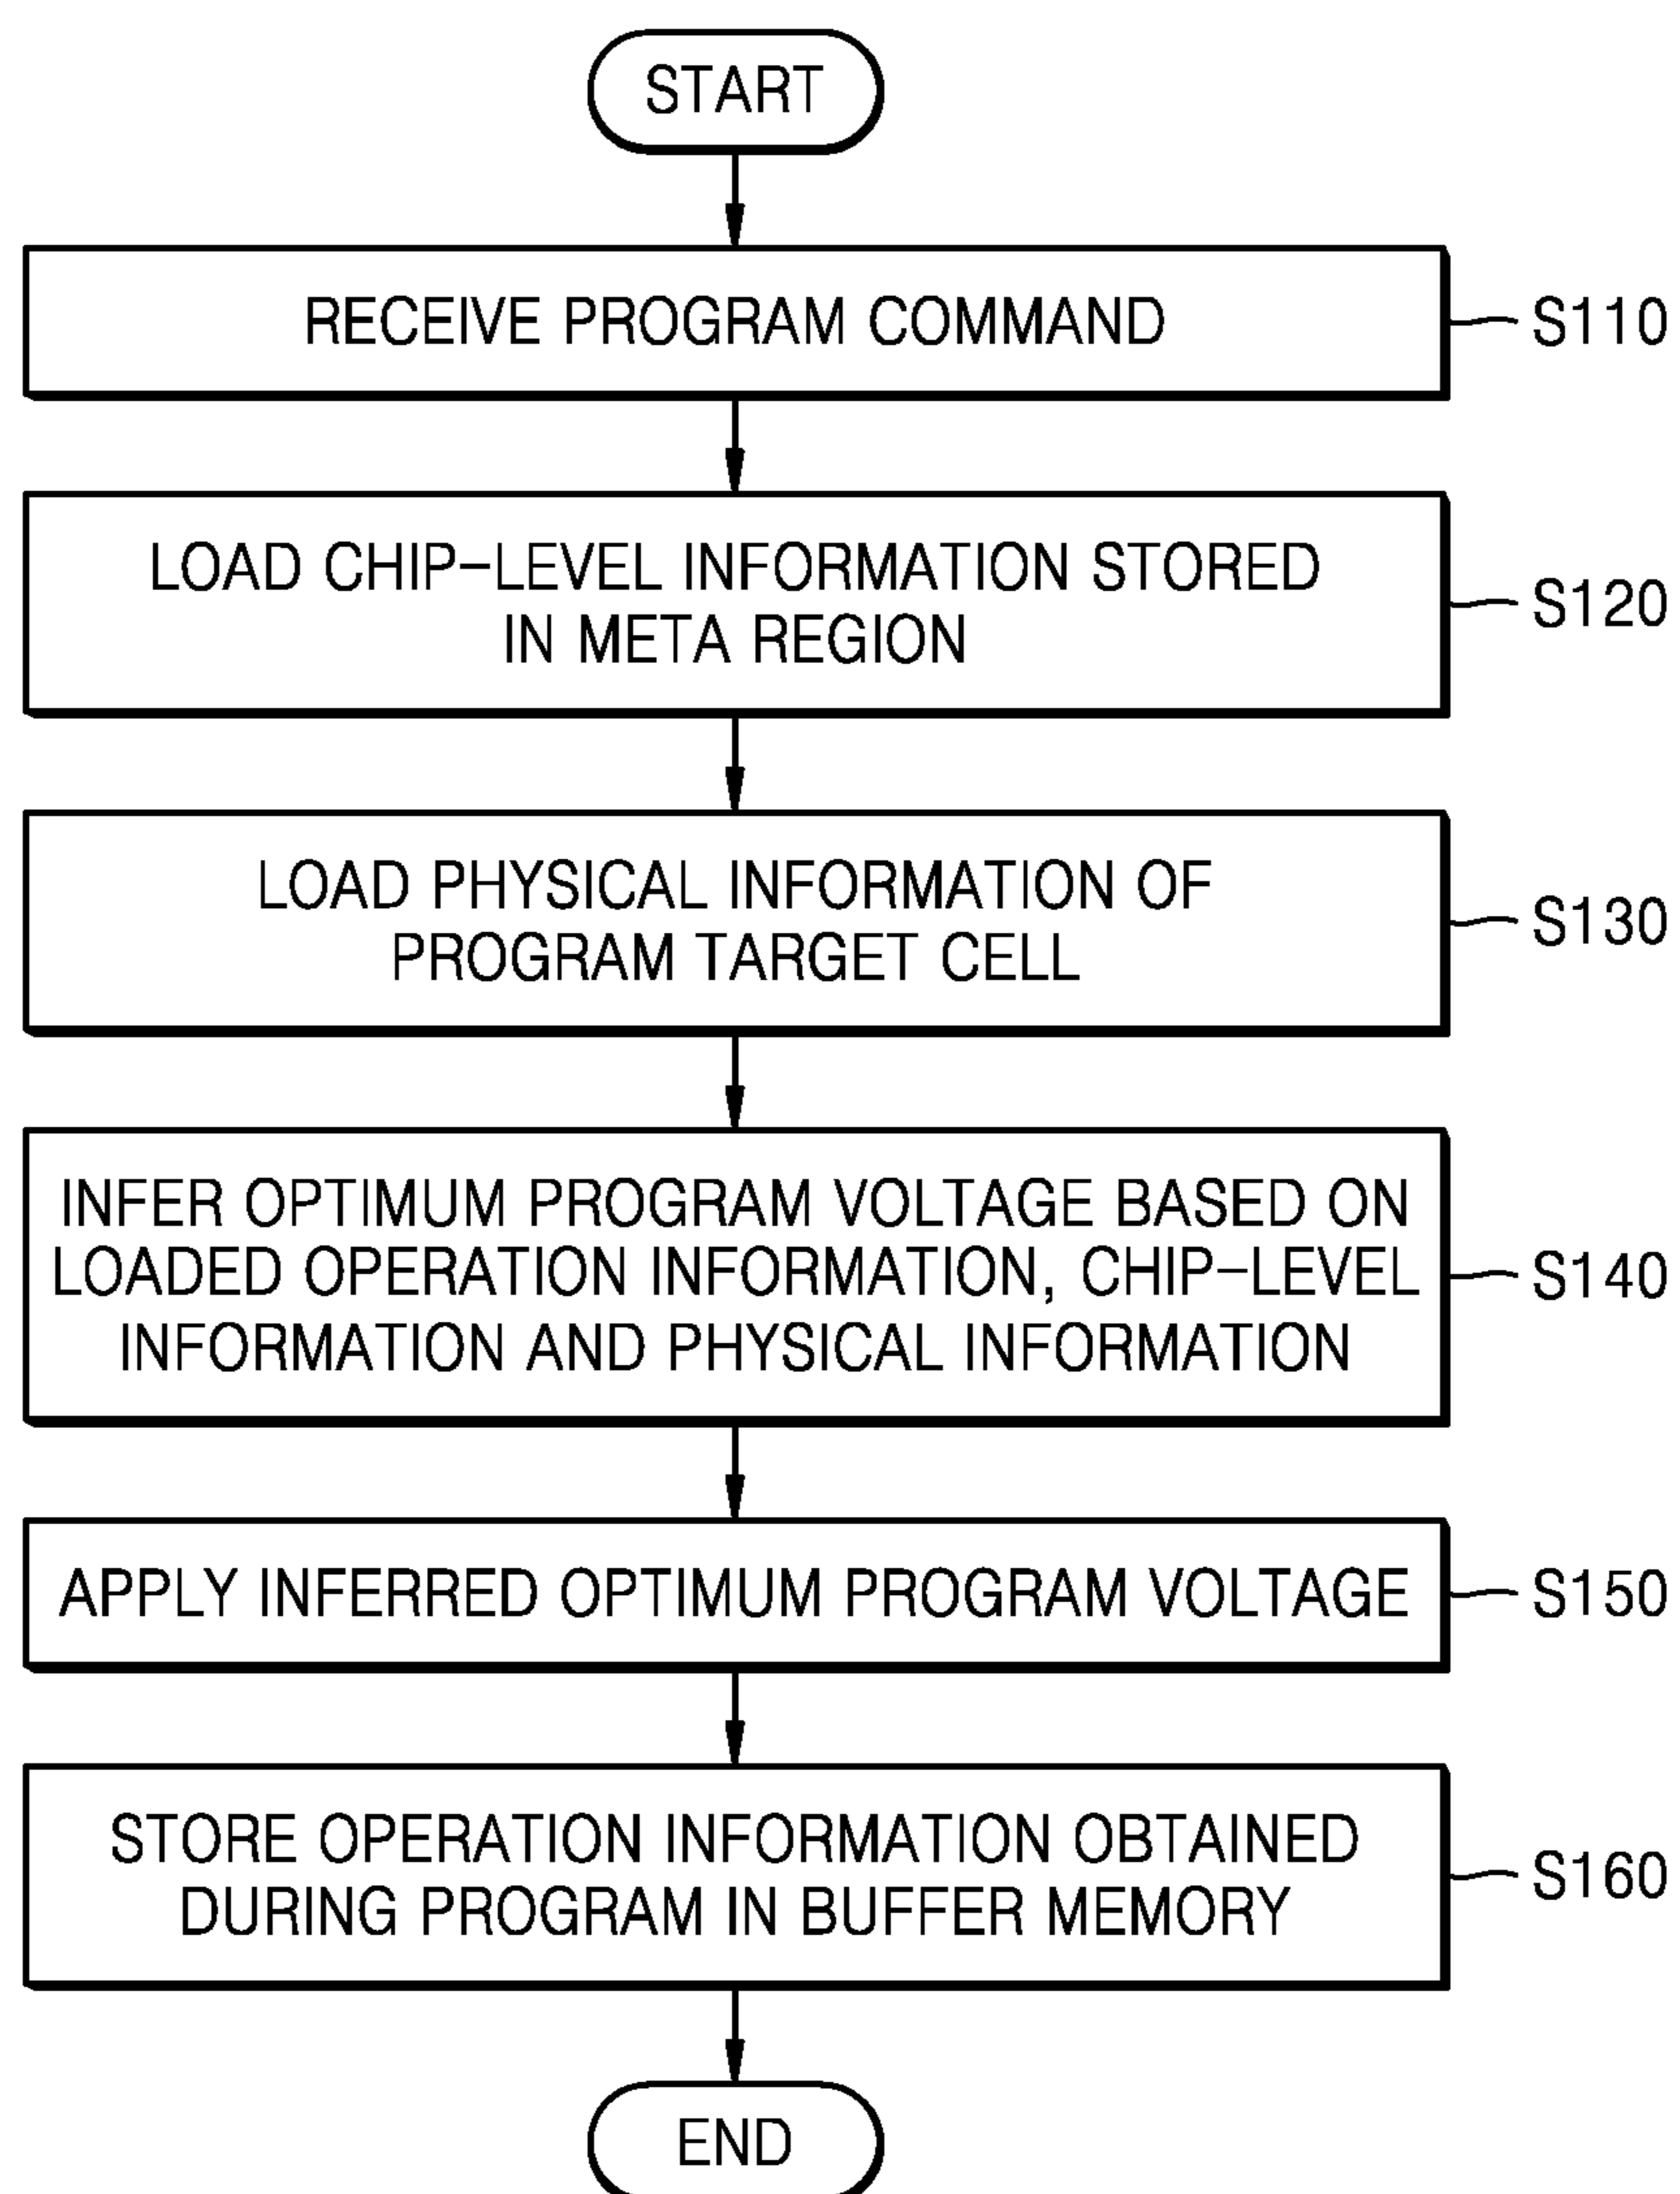 START
RECEIVE PROGRAM COMMAND
S110
LOAD CHIP-LEVEL INFORMATION STORED
IN META REGION
S120
LOAD PHYSICAL INFORMATION OF
PROGRAM TARGET CELL
S130
INFER OPTIMUM PROGRAM VOLTAGE BASED ON
LOADED OPERATION INFORMATION, CHIP-LEVEL
INFORMATION AND PHYSICAL INFORMATION
S140
APPLY INFERRED OPTIMUM PROGRAM VOLTAGE
S150
STORE OPERATION INFORMATION OBTAINED
DURING PROGRAM IN BUFFER MEMORY
S160
END